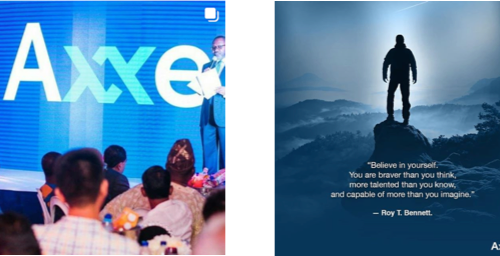 Axxe
"Believe in yourself.
You are braver than you think,
more talented than you know,
and capable of more than you imagine."
— Roy T. Bennett.
A